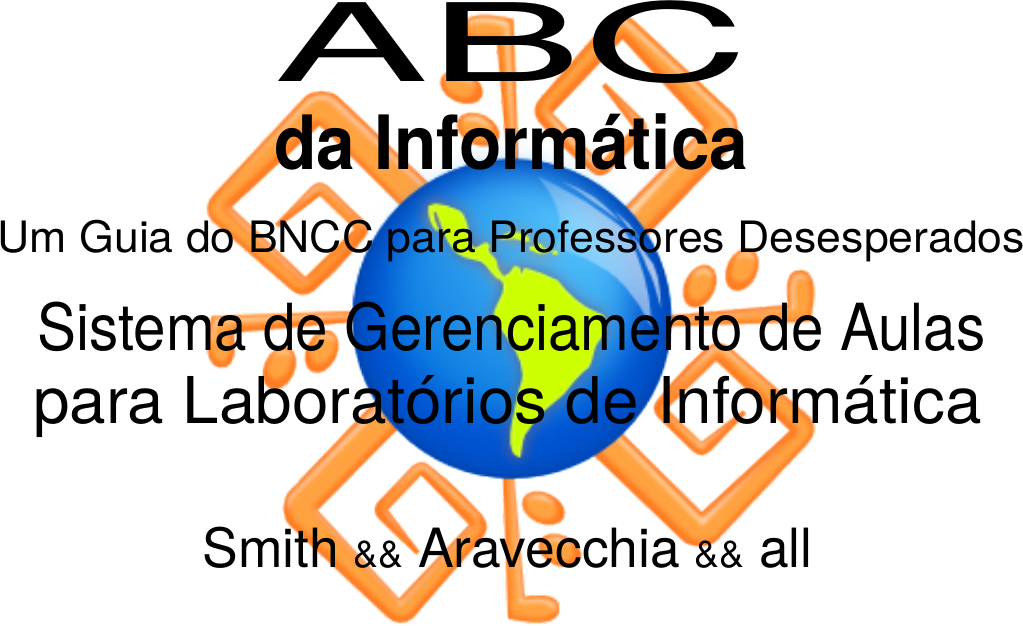 ABC
da Informática
Um Guia do BNCC para Professores Desesperados
Sistema de Gerenciamento de Aulas
para Laboratórios de Informática
Smith && Aravecchia && all